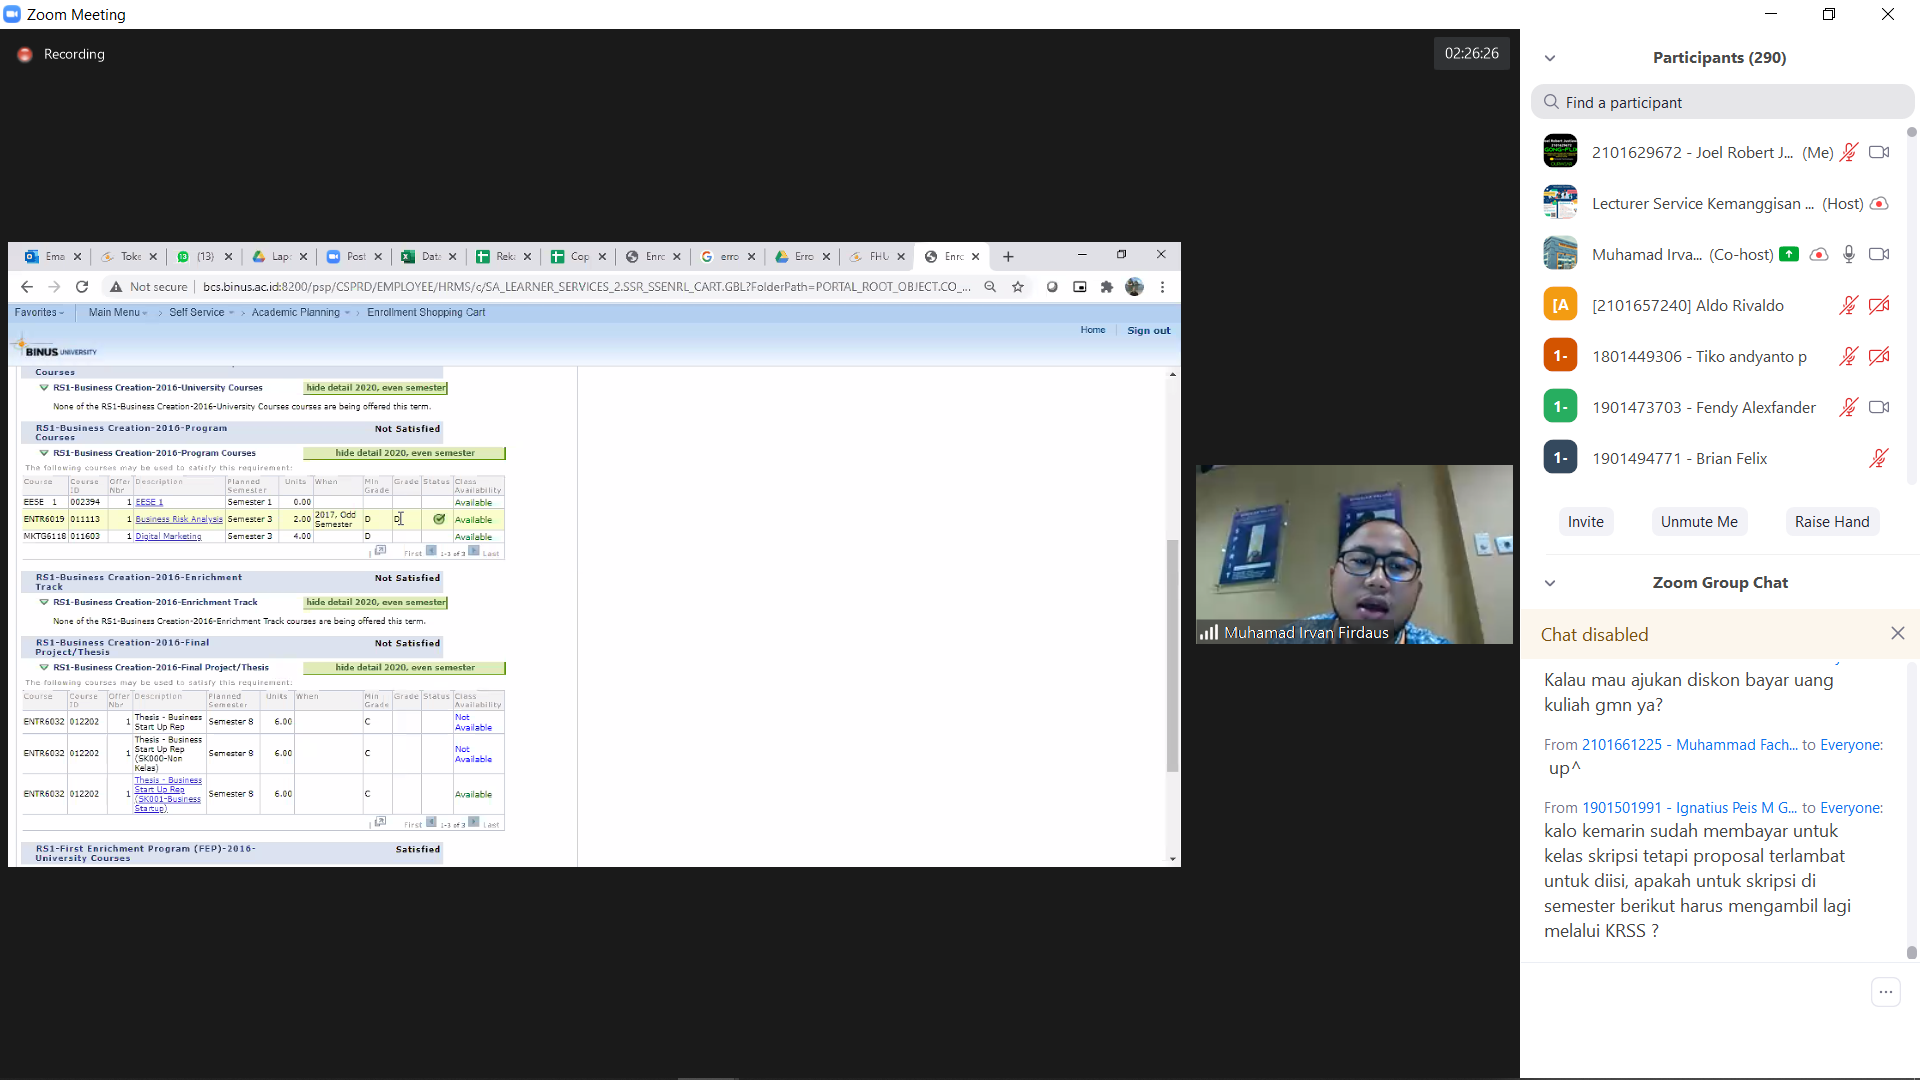 Zoom Meeting
Recording
02:26:26
Ema
Toke
(13)
Lap
Post
Data
Reka
Cop
Enrc
erro
Erro
FHU
Enrc
Not secure
bcs.binus.ac.id:8200/psp/CSPRD/EMPLOYEE/HRMS/c/SA_LEARNER_SERVICES_2.SSR_SSENRL_CART.GBL?FolderPath=PORTAL_ROOT_OBJECT.CO_...
Favorites Main Menu > Self Service > Academic Planning > Enrollment Shopping Cart
Home Sign out
BINUS UNIVERSITY
Courses
RS1-Business Creation-2016-University Courses hide detail 2020, even semester
None of the RS1-Business Creation-2016-University Courses courses are being offered this term.
RS1-Business Creation-2016-Program Courses Not Satisfied
RS1-Business Creation-2016-Program Courses hide detail 2020, even semester
The following courses may be used to satisfy this requirement:
Course Course ID Offer Nbr Description Planned Semester Units When Min Grade Grade Status Class Availability
EESE 1 002394 1 EESE 1 Semester 1 0.00 Available
ENTR6019 011113 1 Business Risk Analysis Semester 3 2.00 2017, Odd Semester D D Available
MKTG6118 011603 1 Digital Marketing Semester 3 4.00 D Available
First 1-3 of 3 Last
RS1-Business Creation-2016-Enrichment Track Not Satisfied
RS1-Business Creation-2016-Enrichment Track hide detail 2020, even semester
None of the RS1-Business Creation-2016-Enrichment Track courses are being offered this term.
RS1-Business Creation-2016-Final Project/Thesis Not Satisfied
RS1-Business Creation-2016-Final Project/Thesis hide detail 2020, even semester
The following courses may be used to satisfy this requirement:
Course Course ID Offer Nbr Description Planned Semester Units When Min Grade Grade Status Class Availability
ENTR6032 012202 1 Thesis - Business Start Up Rep Semester 8 6.00 C Not Available
ENTR6032 012202 1 Thesis - Business Start Up Rep (SK000-Non Kelas) Semester 8 6.00 C Not Available
ENTR6032 012202 1 Thesis - Business Start Up Rep (SK001-Business Startup) Semester 8 6.00 C Available
First 1-3 of 3 Last
RS1-First Enrichment Program (FEP)-2016-University Courses Satisfied
Muhamad Irvan Firdaus
Participants (290)
Find a participant
2101629672 - Joel Robert J... (Me)
Lecturer Service Kemanggisan ... (Host)
Muhamad Irva... (Co-host)
[A [2101657240] Aldo Rivaldo
1- 1801449306 - Tiko andyanto p
1- 1901473703 - Fendy Alexfander
1- 1901494771 - Brian Felix
Invite
Unmute Me
Raise Hand
Zoom Group Chat
Chat disabled
Kalau mau ajukan diskon bayar uang
kuliah gmn ya?
From 2101661225 - Muhammad Fach... to Everyone:
up^
From 1901501991 - Ignatius Peis M G... to Everyone:
kalo kemarin sudah membayar untuk
kelas skripsi tetapi proposal terlambat
untuk diisi, apakah untuk skripsi di
semester berikut harus mengambil lagi
melalui KRSS ?